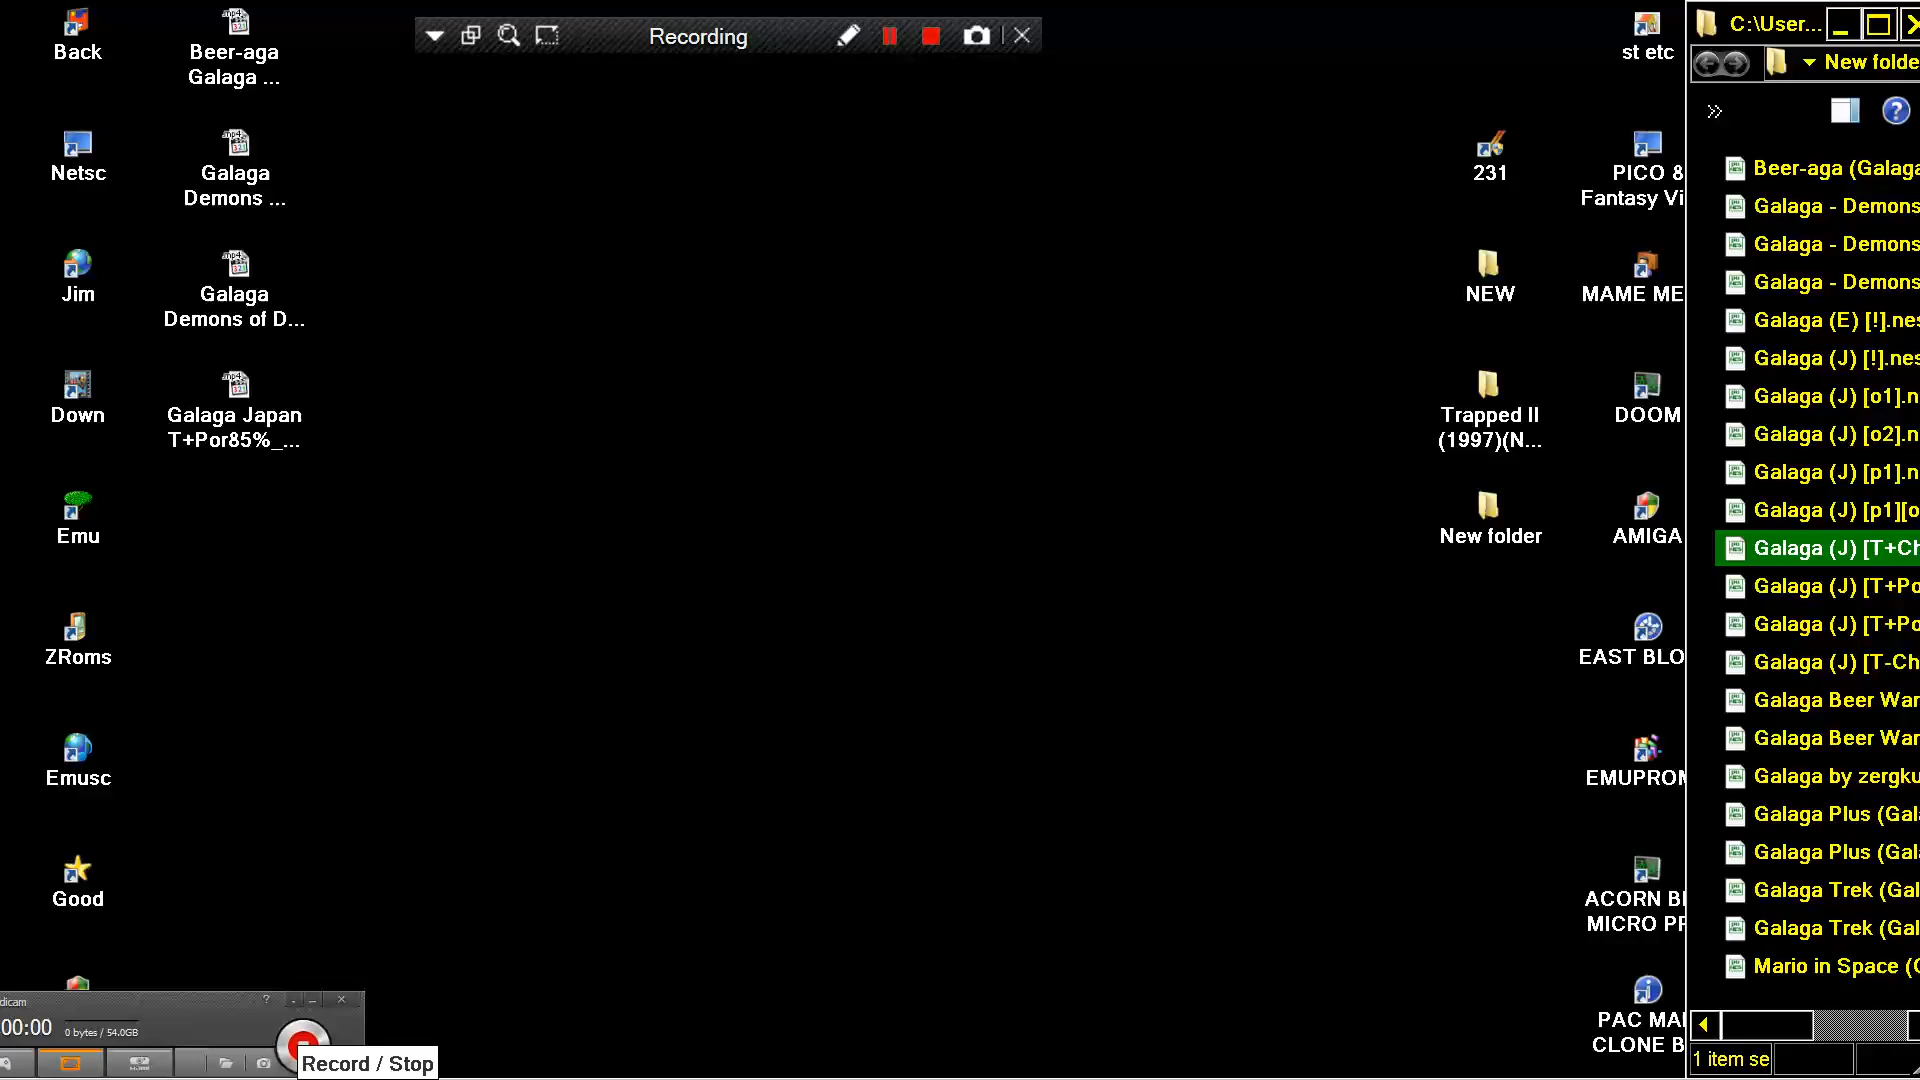 Back
Beer-aga
Galaga ...
Recording
st etc
C:\User...
New folde
Netsc
Galaga
Demons ...
231
PICO 8
Fantasy Vi
Jim
Galaga
Demons of D...
NEW
MAME ME
Down
Galaga Japan
T+Por85%_...
Trapped II
(1997)(N...
DOOM
Emu
New folder
AMIGA
ZRoms
EAST BLO
Emusc
EMUPROM
Good
ACORN B
MICRO PR
PAC MA
CLONE B
Beer-aga (Galaga
Galaga - Demons
Galaga - Demons
Galaga - Demons
Galaga (E) [!].nes
Galaga (J) [!].nes
Galaga (J) [o1].n
Galaga (J) [o2].n
Galaga (J) [p1].n
Galaga (J) [p1][o
Galaga (J) [T+Ch
Galaga (J) [T+Po
Galaga (J) [T+Po
Galaga (J) [T-Ch
Galaga Beer War
Galaga Beer War
Galaga by zergku
Galaga Plus (Gal
Galaga Plus (Gal
Galaga Trek (Gal
Galaga Trek (Gal
Mario in Space (
1 item se
dicam
00:00
0 bytes / 54.0GB
Record / Stop